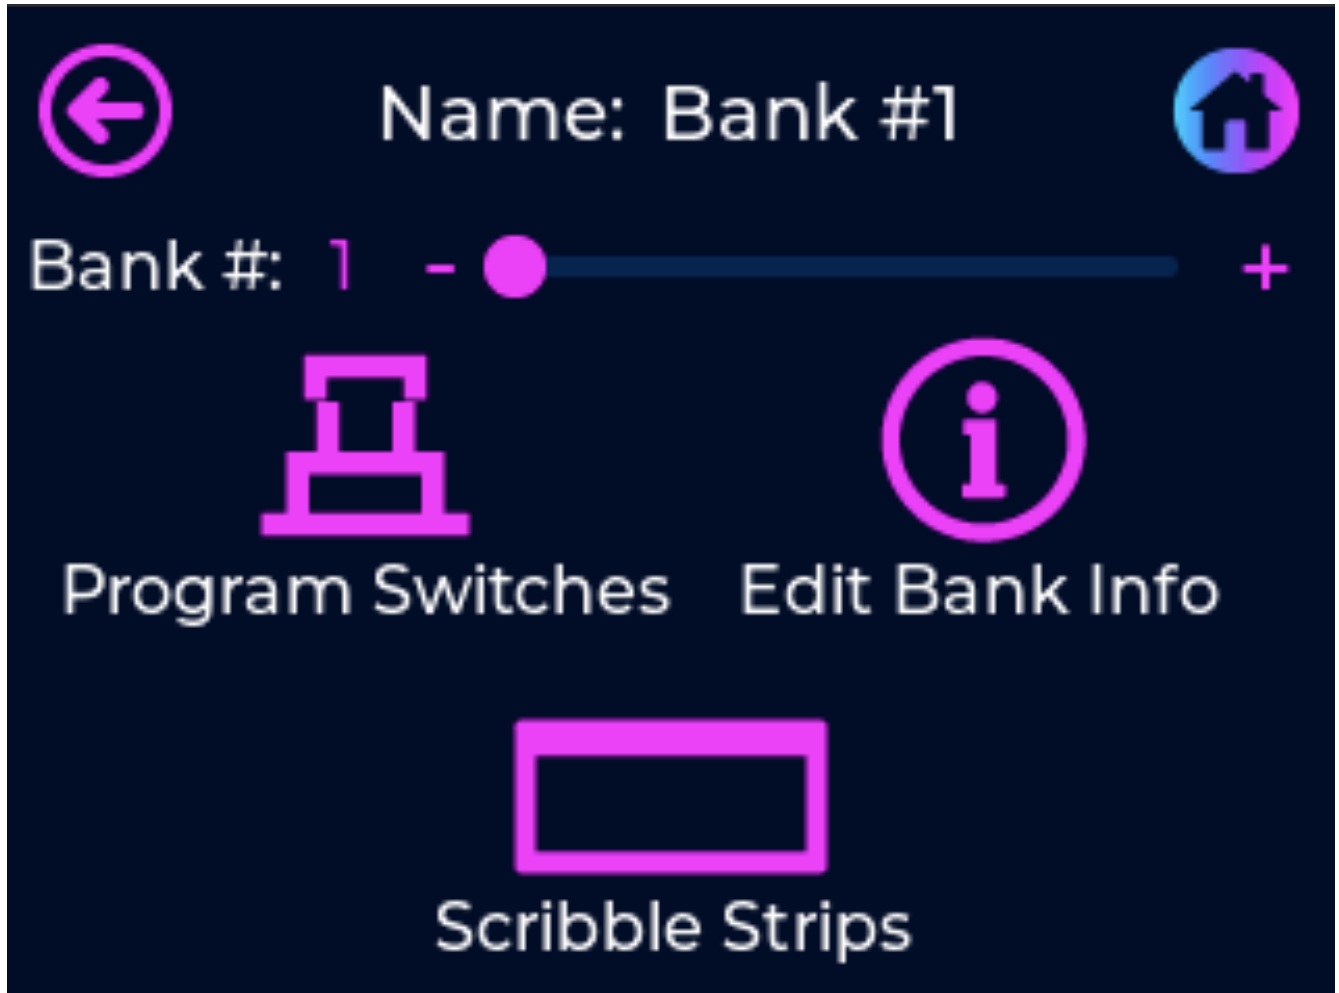 Name: Bank #1
Bank #: 1 - +
Program Switches Edit Bank Info
Scribble Strips